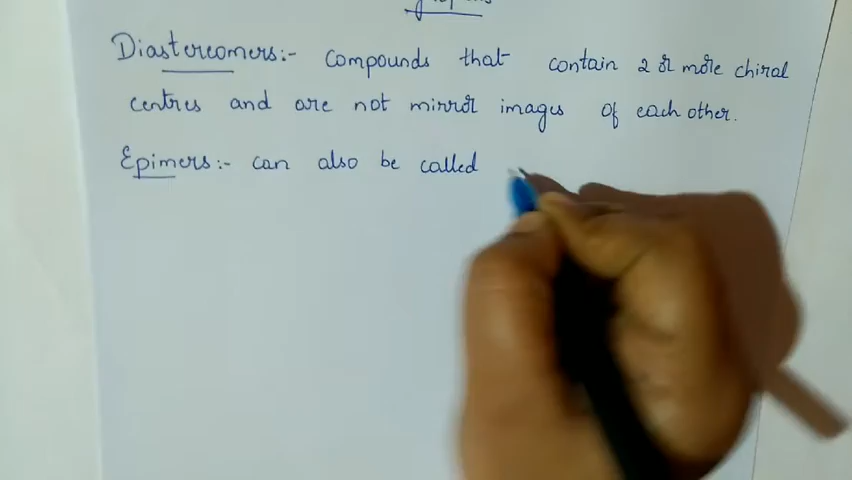 Diastereomers:- compounds that contain 2 or more chiral
centres and are not mirror images of each other.
Epimers:- can also be called